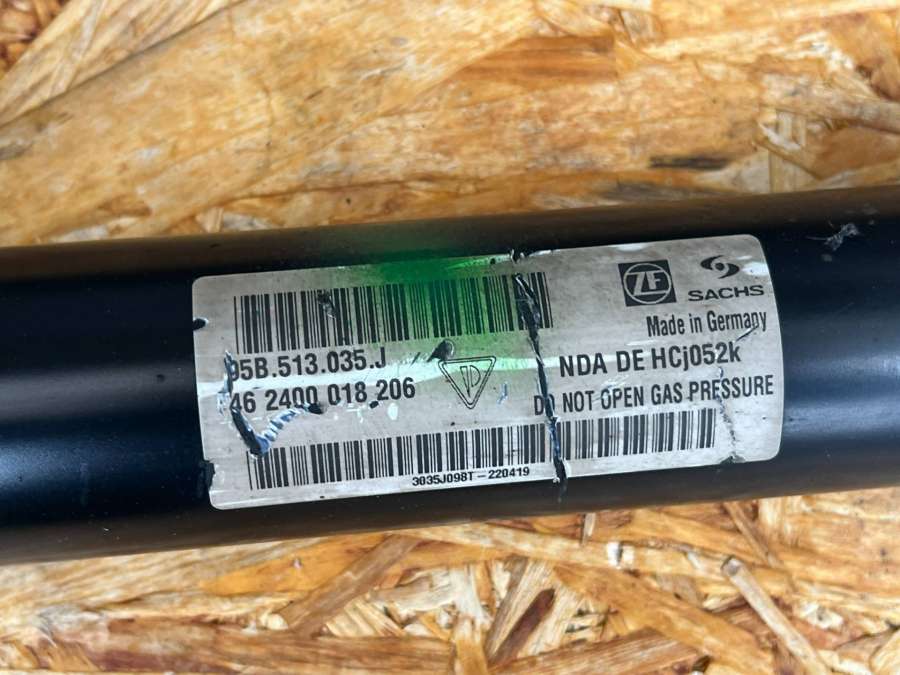 ZF SACHS
Made in Germany
95B.513.035.J
NDA DE HCj052k
46 2400 018 206
DO NOT OPEN GAS PRESSURE
3035J098T-220419